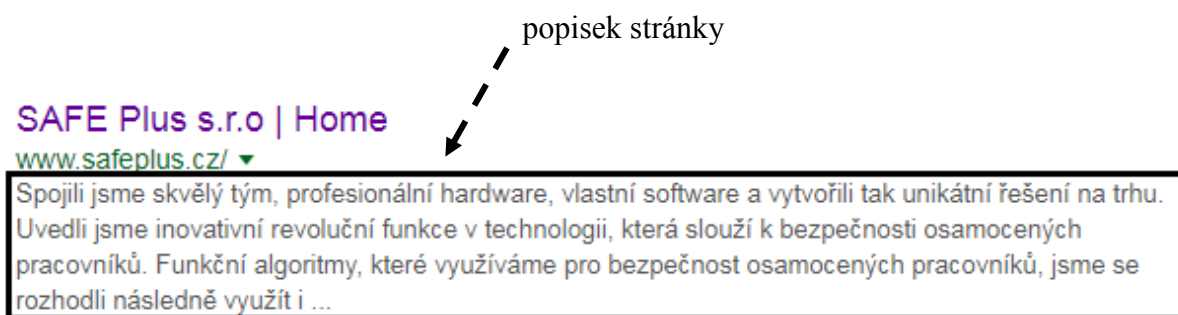 popisek stránky
SAFE Plus s.r.o | Home
www.safeplus.cz/
Spojili jsme skvělý tým, profesionální hardware, vlastní software a vytvořili tak unikátní řešení na trhu.
Uvedli jsme inovativní revoluční funkce v technologii, která slouží k bezpečnosti osamocených
pracovníků. Funkční algoritmy, které využíváme pro bezpečnost osamocených pracovníků, jsme se
rozhodli následně využít i ...